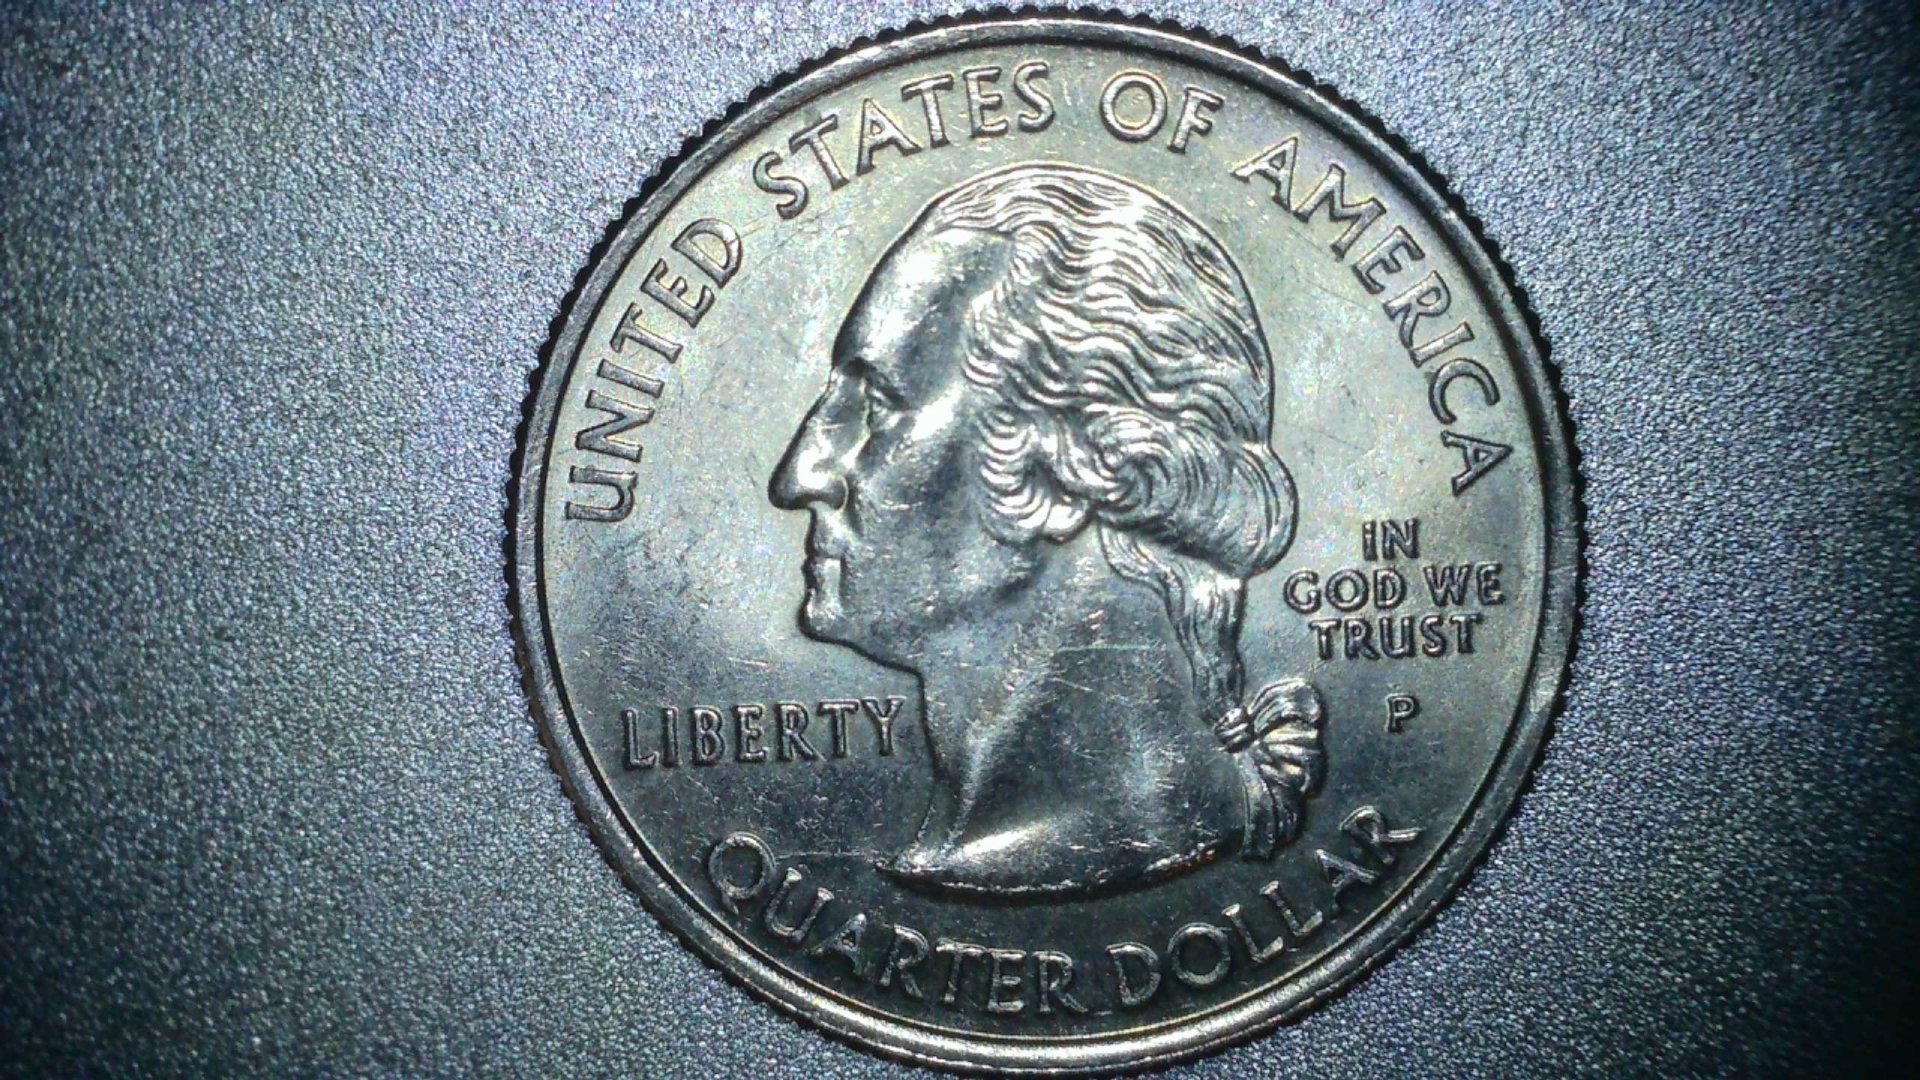 UNITED STATES OF AMERICA
IN
GOD WE
TRUST
LIBERTY
P
QUARTER DOLLAR